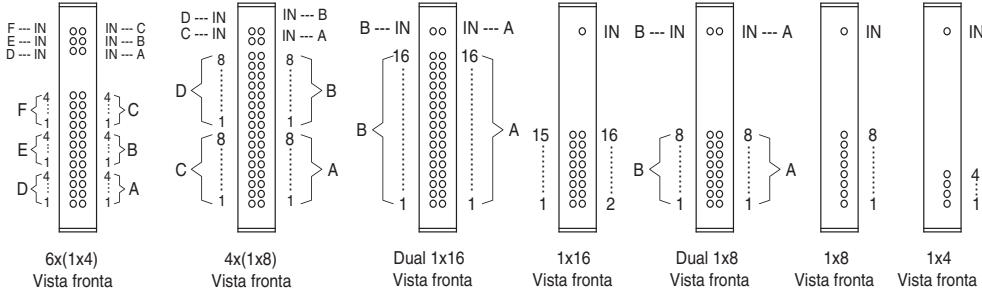 F --- IN IN --- C
E --- IN IN --- B
D --- IN IN --- A
4 4
F C
1 1
4 4
E B
1 1
4 4
D A
1 1
6x(1x4)
Vista fronta
D --- IN IN --- B
C --- IN IN --- A
8 8
D B
1 1
8 8
C A
1 1
4x(1x8)
Vista fronta
B --- IN IN --- A
16 16
B A
1 1
Dual 1x16
Vista fronta
IN
15 16
1 2
1x16
Vista fronta
B --- IN IN --- A
8 8
B A
1 1
Dual 1x8
Vista fronta
IN
8
1
1x8
Vista fronta
IN
4
1
1x4
Vista fronta